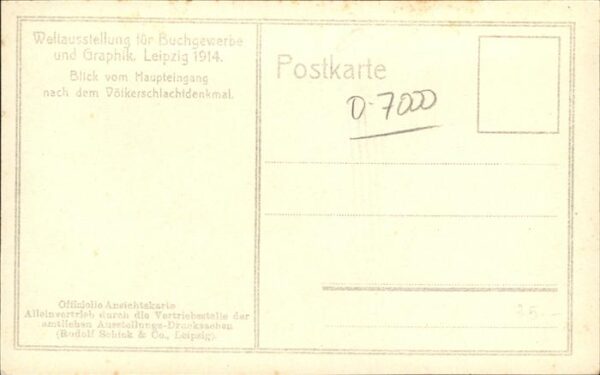 Weltausstellung für Buchgewerbe
und Graphik, Leipzig 1914.
Blick vom Haupteingang
nach dem Völkerschlachtdenkmal.
Postkarte
D-7000
Offizielle Ansichtskarte
Alleinvertrieb durch die Vertriebsstelle der
amtlichen Ausstellungs-Drucksachen
(Rudolf Schick & Co., Leipzig).
25-